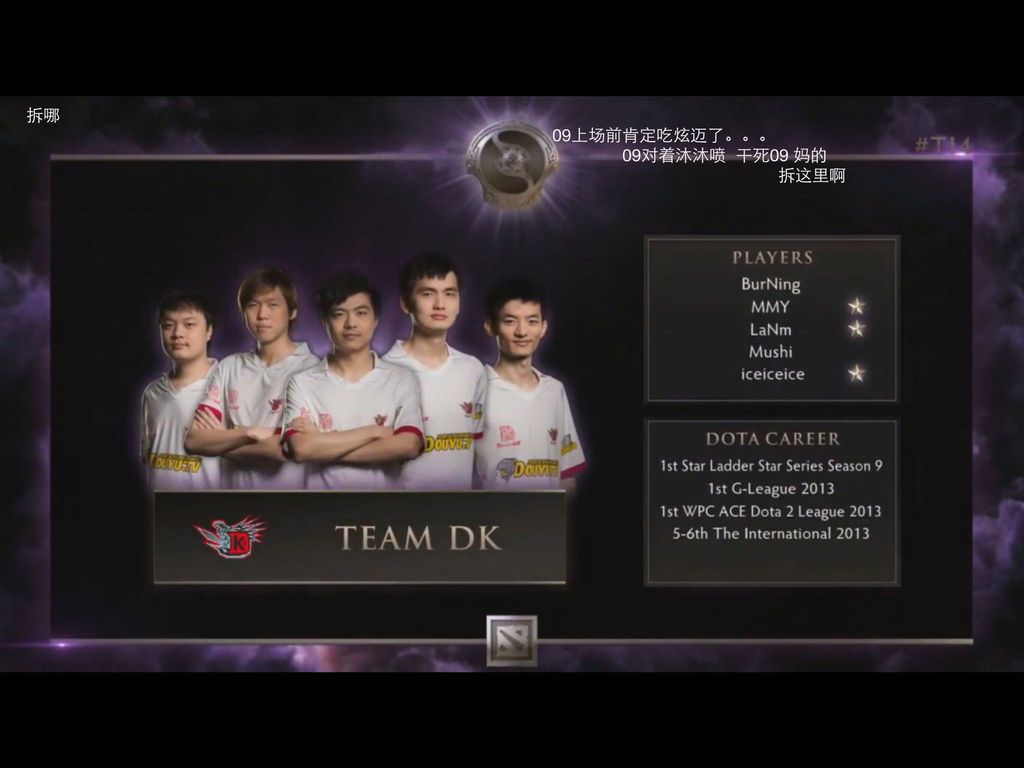 拆哪
09上场前肯定吃炫迈了。。。
#TI4
09对着沐沐喷 干死09 妈的
拆这里啊
PLAYERS
BurNing
MMY
LaNm
Mushi
iceiceice
DOTA CAREER
1st Star Ladder Star Series Season 9
1st G-League 2013
1st WPC ACE Dota 2 League 2013
5-6th The International 2013
DOUYU.TV
DOUYU.TV
DOUYU
K
TEAM DK